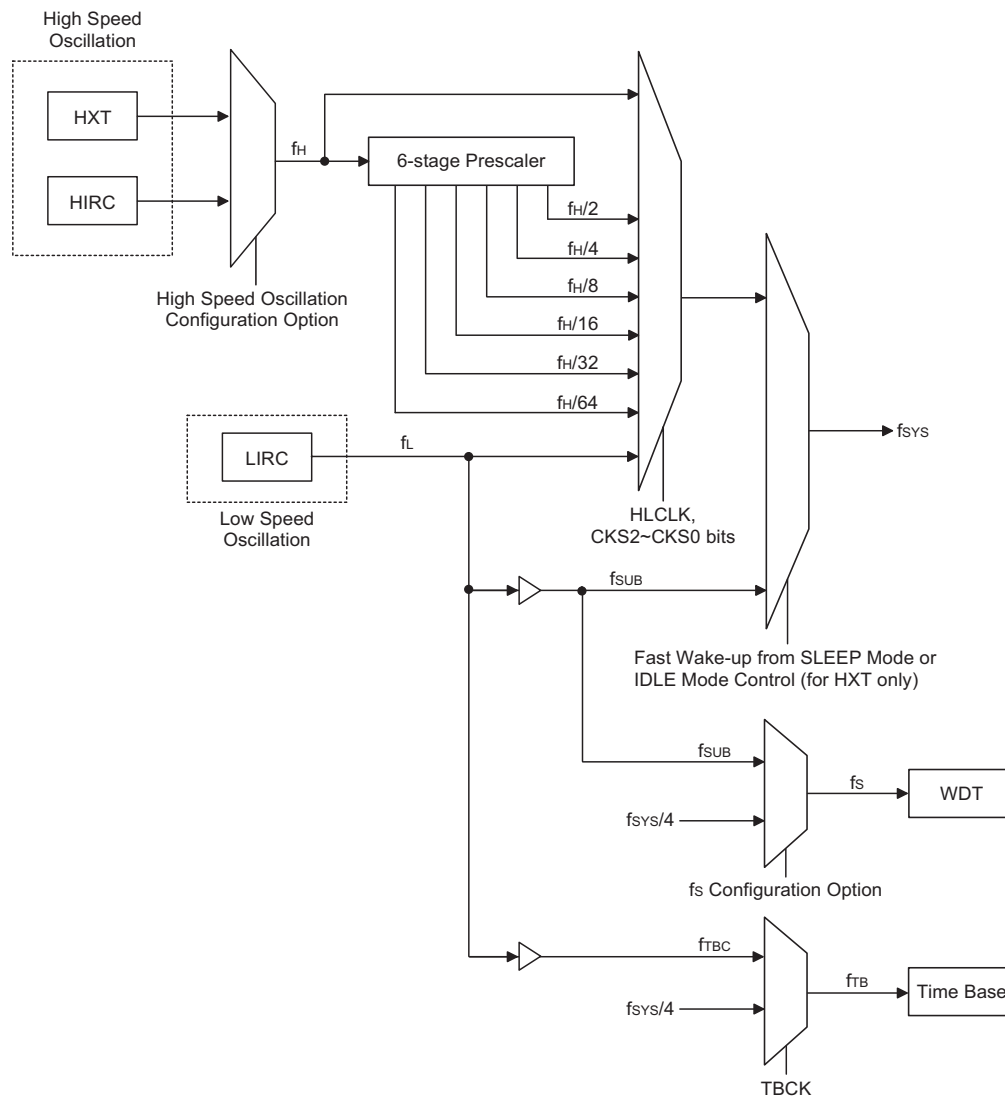 High Speed
Oscillation
HXT
HIRC
fH
6-stage Prescaler
fH/2
fH/4
fH/8
fH/16
fH/32
fH/64
High Speed Oscillation
Configuration Option
LIRC
fL
Low Speed
Oscillation
HLCLK,
CKS2~CKS0 bits
fSYS
fSUB
Fast Wake-up from SLEEP Mode or
IDLE Mode Control (for HXT only)
fSUB
fSYS/4
fS
WDT
fS Configuration Option
fTBC
fSYS/4
fTB
Time Base
TBCK